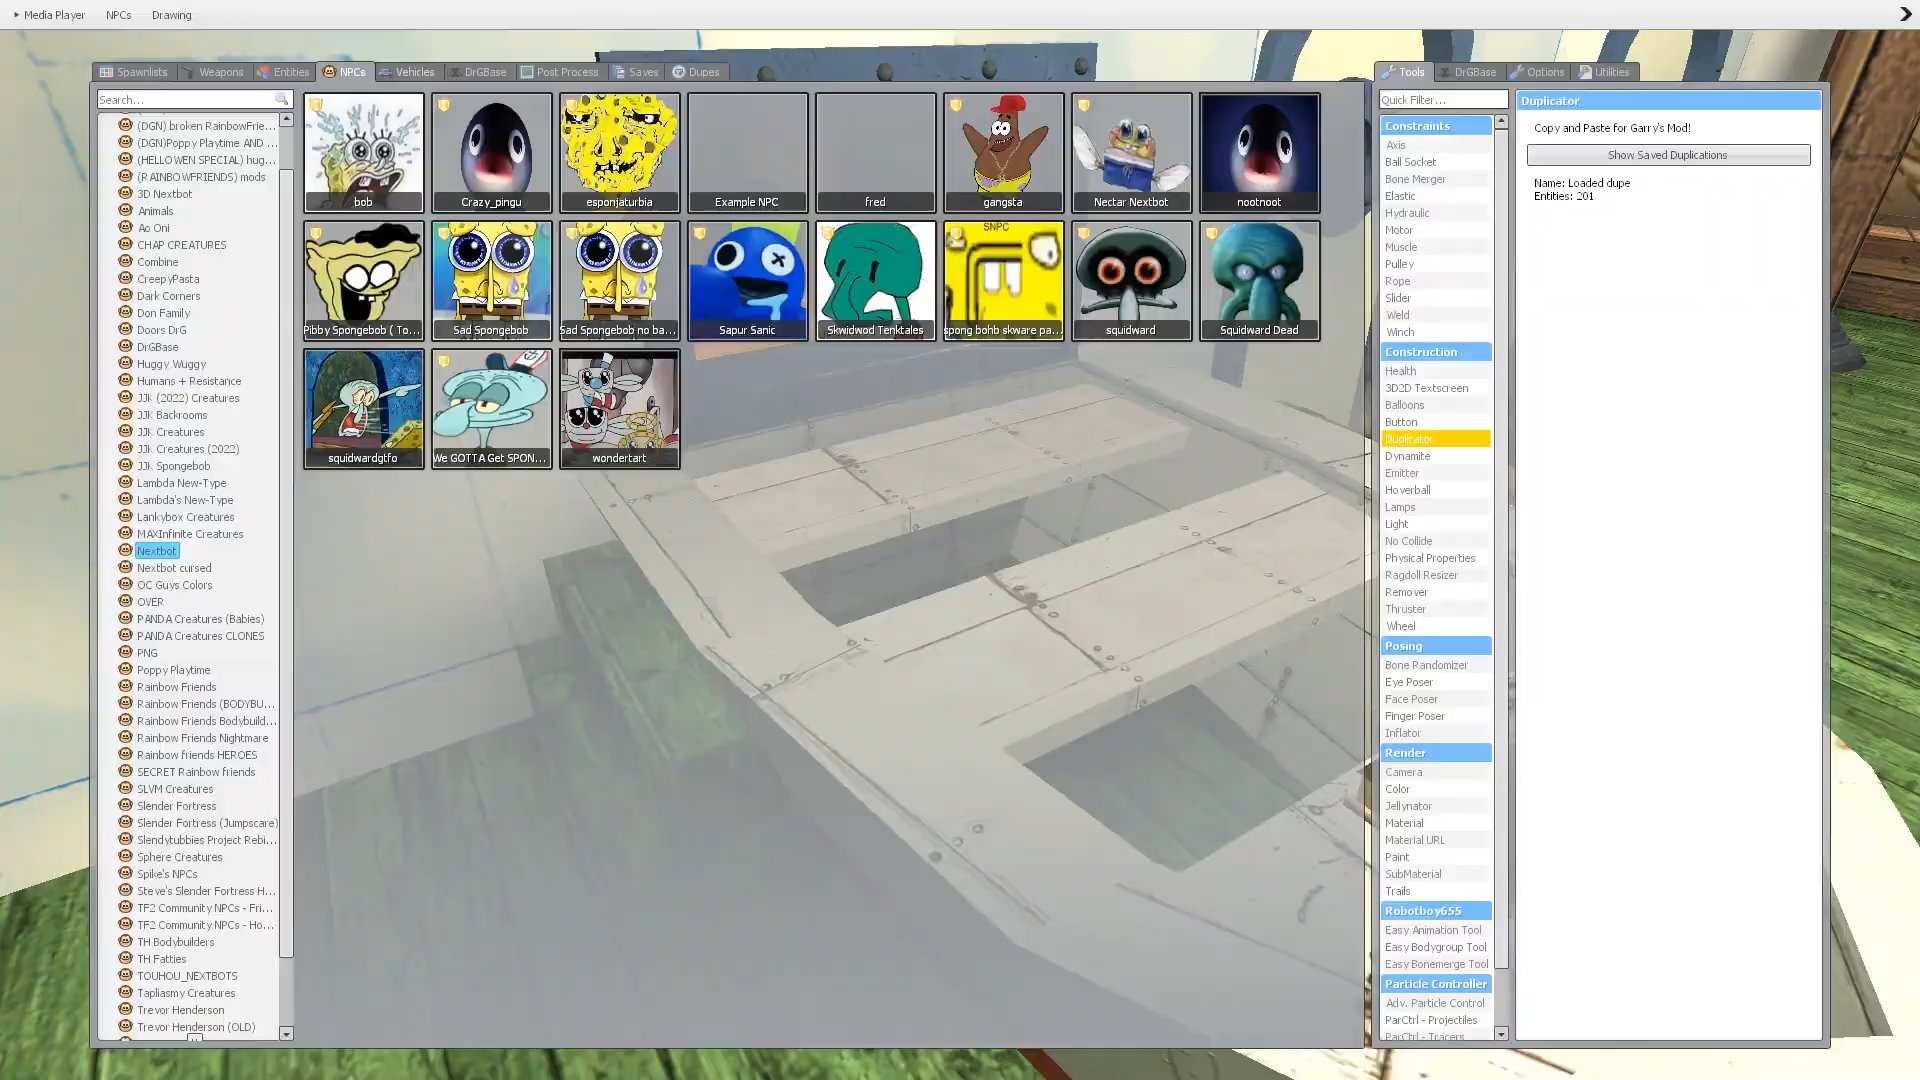 Media Player
NPCs
Drawing
Spawnlists
Weapons
Entities
NPCs
Vehicles
DrGBase
Post Process
Saves
Dupes
Search...
(DGN) broken RainbowFrie...
(DGN)Poppy Playtime AND ...
(HELLOWEN SPECIAL) hug...
(RAINBOWFRIENDS) mods
3D Nextbot
Animals
Ao Oni
CHAP CREATURES
Combine
CreepyPasta
Dark Corners
Don Family
Doors DrG
DrGBase
Huggy Wuggy
Humans + Resistance
JJK (2022) Creatures
JJK Backrooms
JJK Creatures
JJK Creatures (2022)
JJK Spongebob
Lambda New-Type
Lambda's New-Type
Lankybox Creatures
MAXInfinite Creatures
Nextbot
Nextbot cursed
OC Guys Colors
OVER
PANDA Creatures (Babies)
PANDA Creatures CLONES
PNG
Poppy Playtime
Rainbow Friends
Rainbow Friends (BODYBU...
Rainbow Friends Bodybuild...
Rainbow Friends Nightmare
Rainbow friends HEROES
SECRET Rainbow friends
SLVM Creatures
Slender Fortress
Slender Fortress (Jumpscare)
Slendytubbies Project Rebi...
Sphere Creatures
Spike's NPCs
Steve's Slender Fortress H...
TF2 Community NPCs - Fri...
TF2 Community NPCs - Ho...
TH Bodybuilders
TH Fatties
TOUHOU_NEXTBOTS
Tapliasmy Creatures
Trevor Henderson
Trevor Henderson (OLD)
bob
Crazy_pingu
esponjaturbia
Example NPC
fred
gangsta
Nectar Nextbot
nootnoot
Pibby Spongebob ( To...
Sad Spongebob
Sad Spongebob no ba...
Sapur Sanic
Skwidwod Tenktales
SNPC
spong bohb skware pa...
squidward
Squidward Dead
squidwardgtfo
We GOTTA Get SPON...
wondertart
Tools
DrGBase
Options
Utilities
Quick Filter...
Constraints
Axis
Ball Socket
Bone Merger
Elastic
Hydraulic
Motor
Muscle
Pulley
Rope
Slider
Weld
Winch
Construction
Health
3D2D Textscreen
Balloons
Button
Duplicator
Dynamite
Emitter
Hoverball
Lamps
Light
No Collide
Physical Properties
Ragdoll Resizer
Remover
Thruster
Wheel
Posing
Bone Randomizer
Eye Poser
Face Poser
Finger Poser
Inflator
Render
Camera
Color
Jellynator
Material
Material URL
Paint
SubMaterial
Trails
Robotboy655
Easy Animation Tool
Easy Bodygroup Tool
Easy Bonemerge Tool
Particle Controller
Adv. Particle Control
ParCtrl - Projectiles
ParCtrl - Tracers
Duplicator
Copy and Paste for Garry's Mod!
Show Saved Duplications
Name: Loaded dupe
Entities: 201